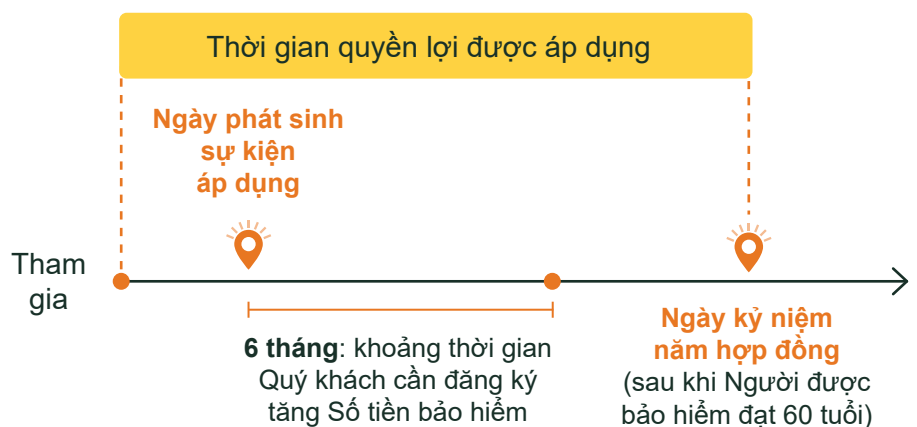 Thời gian quyền lợi được áp dụng
Ngày phát sinh
sự kiện
áp dụng
Tham
gia
6 tháng: khoảng thời gian
Quý khách cần đăng ký
tăng Số tiền bảo hiểm
Ngày kỷ niệm
năm hợp đồng
(sau khi Người được
bảo hiểm đạt 60 tuổi)